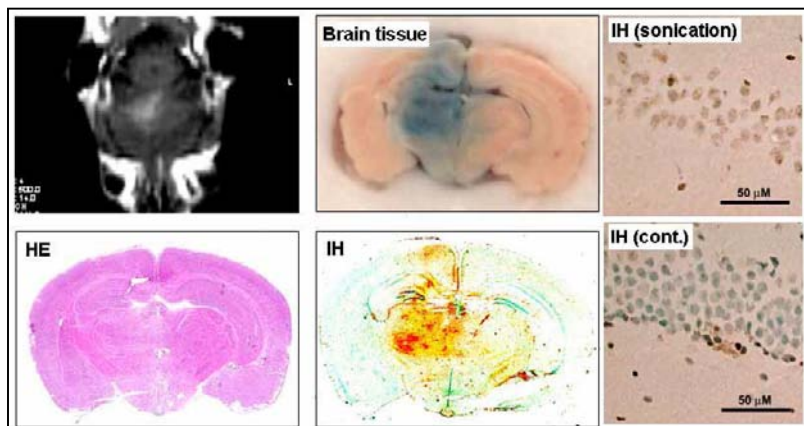 Brain tissue
IH (sonication)
L
50 µM
HE
IH
IH (cont.)
50 µM